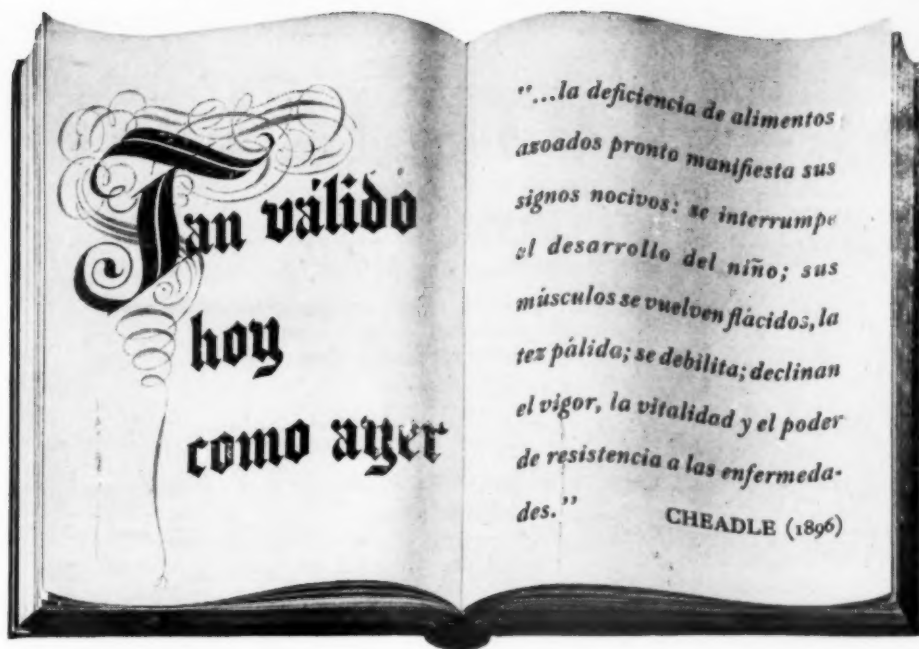 Tan válido
hoy
como ayer
"...la deficiencia de alimentos
azoados pronto manifiesta sus
signos nocivos: se interrumpe
el desarrollo del niño; sus
músculos se vuelven flácidos, la
tez pálida; se debilita; declinan
el vigor, la vitalidad y el poder
de resistencia a las enfermeda-
des."   CHEADLE (1896)